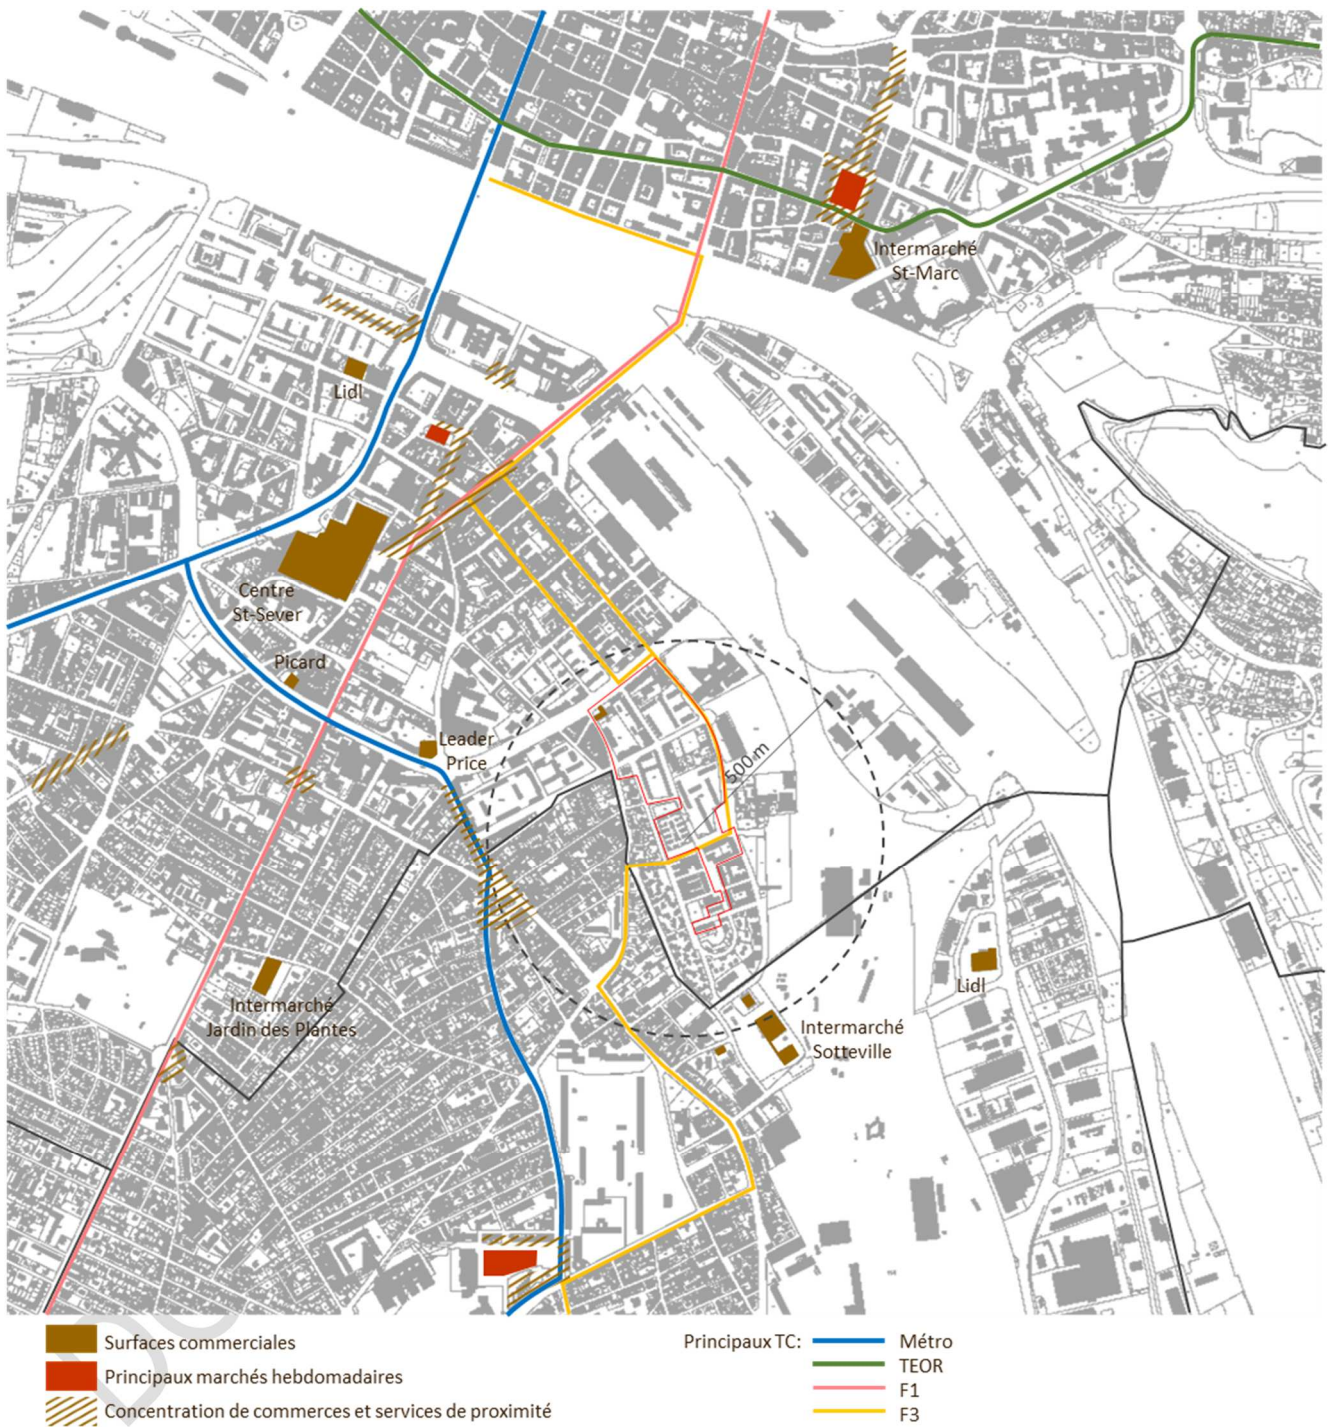 Intermarché
St-Marc
Lidl
Centre
St-Sever
Picard
Leader
Price
500 m
Intermarché
Jardin des Plantes
Lidl
Intermarché
Sotteville
Surfaces commerciales
Principaux marchés hebdomadaires
Concentration de commerces et services de proximité
Principaux TC:
Métro
TEOR
F1
F3